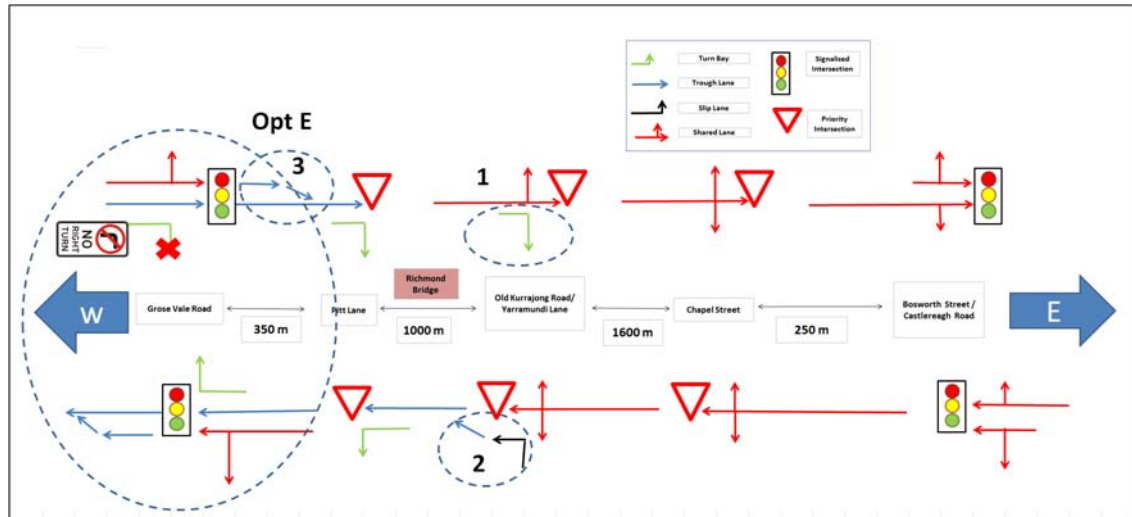 Turn Bay
Trough Lane
Slip Lane
Shared Lane
Signalised
Intersection
Priority
Intersection
Opt E
3
1
NO
RIGHT
TURN
W
Grose Vale Road
350 m
Pitt Lane
Richmond
Bridge
1000 m
Old Kurrajong Road/
Yarramundi Lane
1600 m
Chapel Street
250 m
Bosworth Street /
Castlereagh Road
E
2